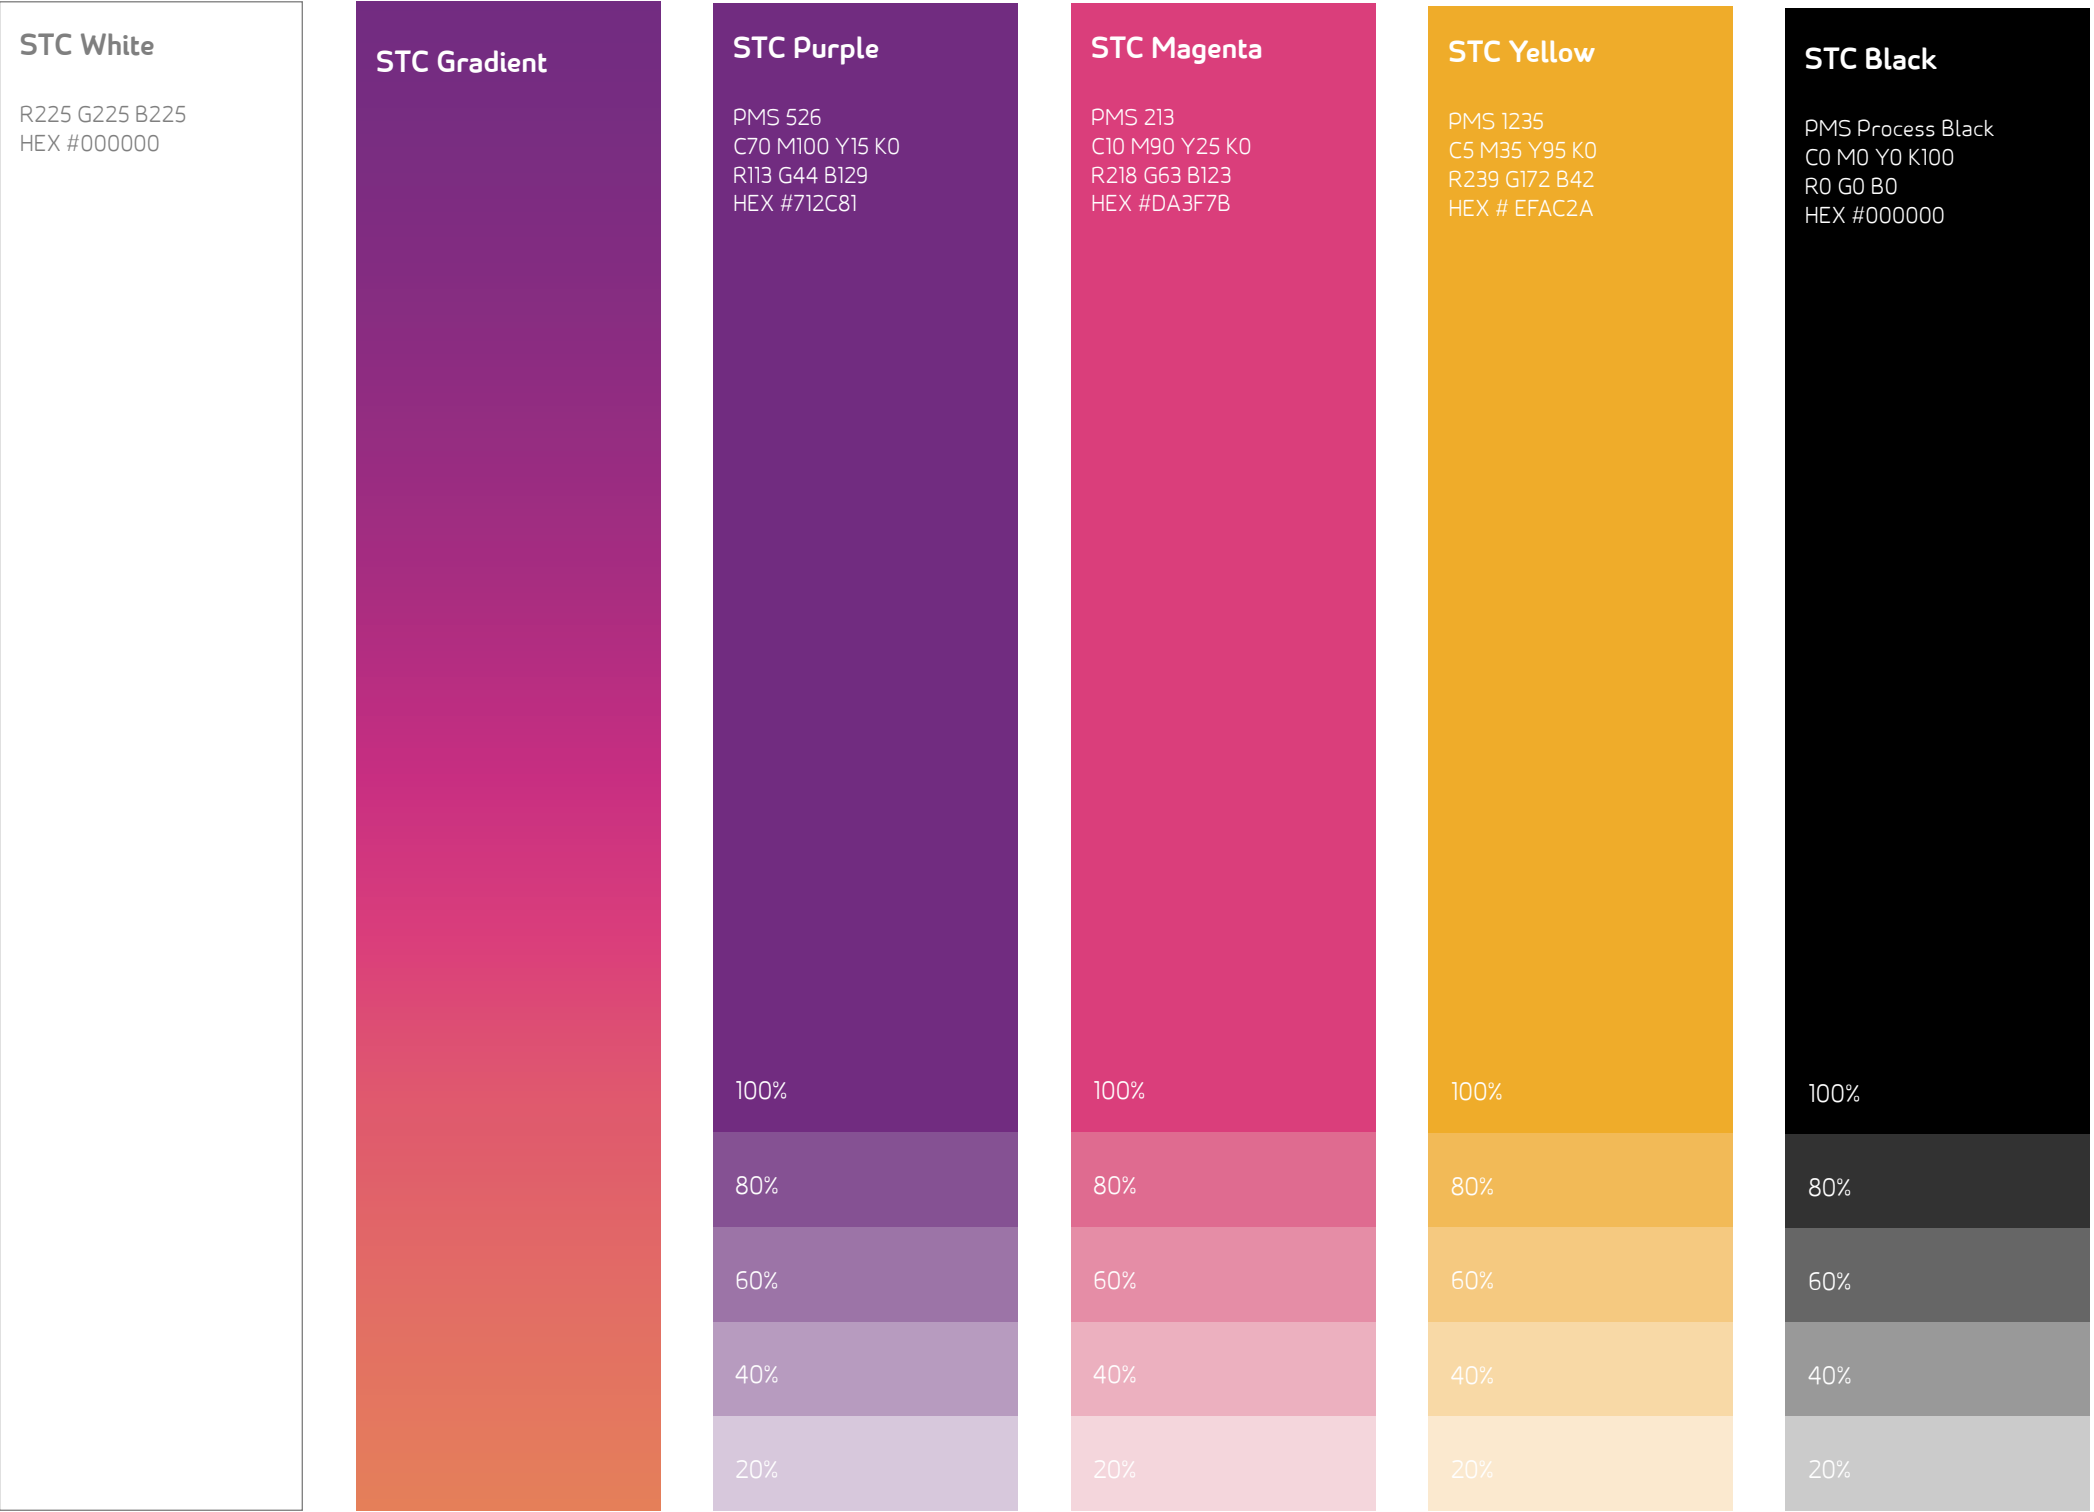 STC White
R225 G225 B225
HEX #000000
STC Gradient
STC Purple
PMS 526
C70 M100 Y15 K0
R113 G44 B129
HEX #712C81
100%
80%
60%
40%
20%
STC Magenta
PMS 213
C10 M90 Y25 K0
R218 G63 B123
HEX #DA3F7B
100%
80%
60%
40%
20%
STC Yellow
PMS 1235
C5 M35 Y95 K0
R239 G172 B42
HEX # EFAC2A
100%
80%
60%
40%
20%
STC Black
PMS Process Black
C0 M0 Y0 K100
R0 G0 B0
HEX #000000
100%
80%
60%
40%
20%